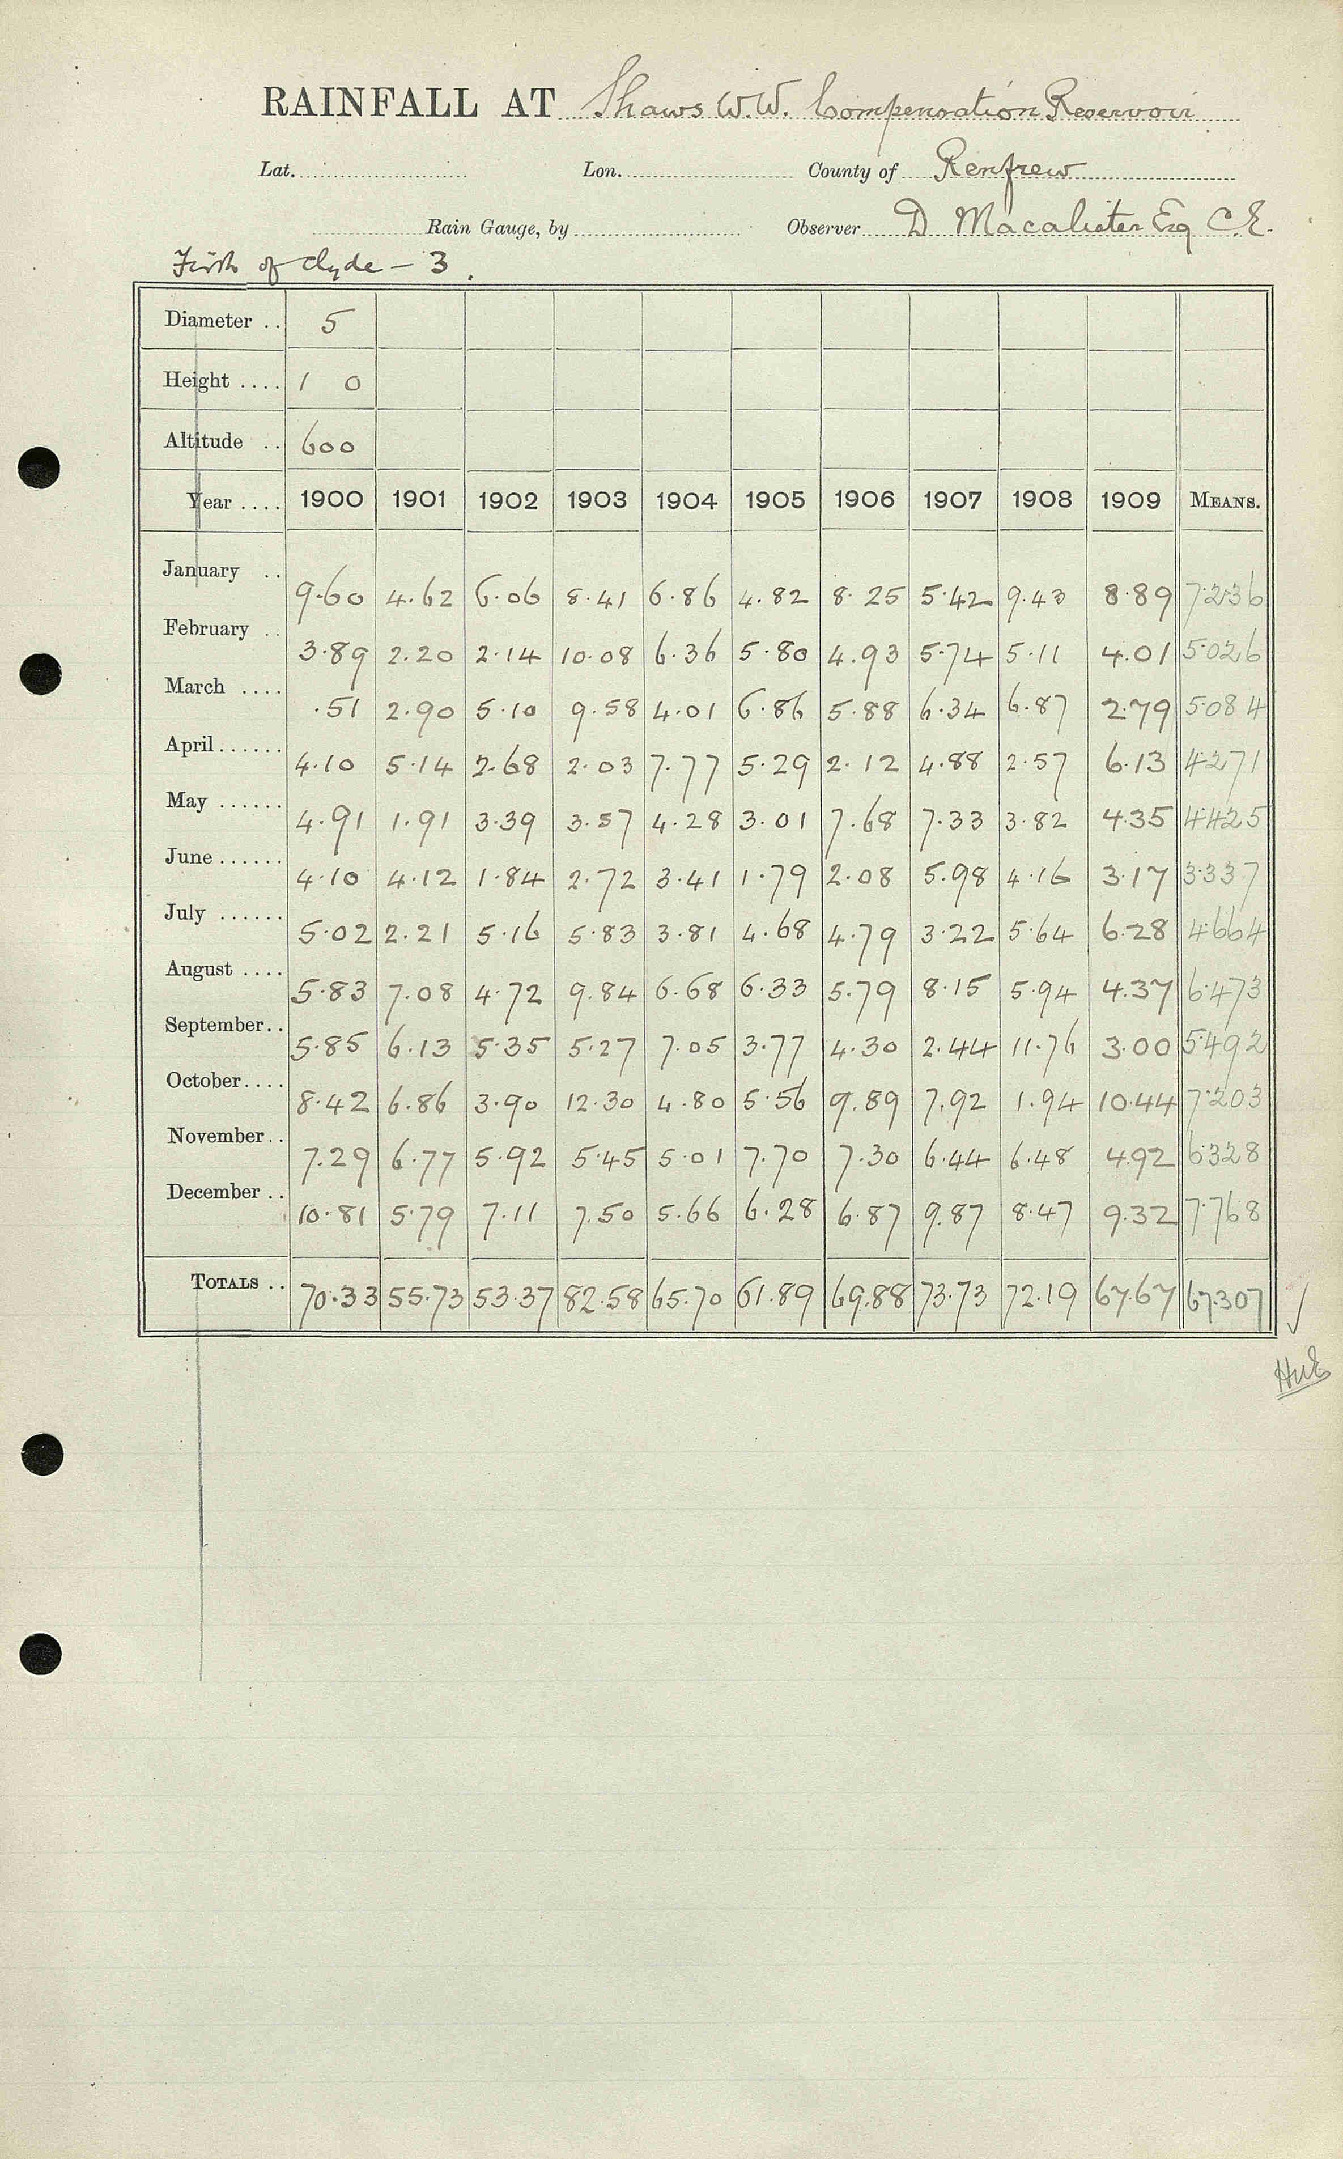 RAINFALL AT Shaws W.W. Compensation Reservoir
Lat. Lon. County of Renfrew
Rain Gauge, by Observer D Macalister Esq C.E.
Firth of Clyde - 3.
Diameter .. 5
Height .... 1 0
Altitude .. 600
Year .... 1900 1901 1902 1903 1904 1905 1906 1907 1908 1909 MEANS.
January .. 9.60 4.62 6.06 8.41 6.86 4.82 8.25 5.42 9.43 8.89 7.236
February .. 3.89 2.20 2.14 10.08 6.36 5.80 4.93 5.74 5.11 4.01 5.026
March .... .51 2.90 5.10 9.58 4.01 6.86 5.88 6.34 6.87 2.79 5.084
April ...... 4.10 5.14 2.68 2.03 7.77 5.29 2.12 4.88 2.57 6.13 4.271
May ...... 4.91 1.91 3.39 3.57 4.28 3.01 7.68 7.33 3.82 4.35 4.425
June ...... 4.10 4.12 1.84 2.72 3.41 1.79 2.08 5.98 4.16 3.17 3.337
July ...... 5.02 2.21 5.16 5.83 3.81 4.68 4.79 3.22 5.64 6.28 4.664
August .... 5.83 7.08 4.72 9.84 6.68 6.33 5.79 8.15 5.94 4.37 6.473
September.. 5.85 6.13 5.35 5.27 7.05 3.77 4.30 2.44 11.76 3.00 5.492
October.... 8.42 6.86 3.90 12.30 4.80 5.56 9.89 7.92 1.94 10.44 7.203
November.. 7.29 6.77 5.92 5.45 5.01 7.70 7.30 6.44 6.48 4.92 6.328
December .. 10.81 5.79 7.11 7.50 5.66 6.28 6.87 9.87 8.47 9.32 7.768
TOTALS .. 70.33 55.73 53.37 82.58 65.70 61.89 69.88 73.73 72.19 67.67 67.307